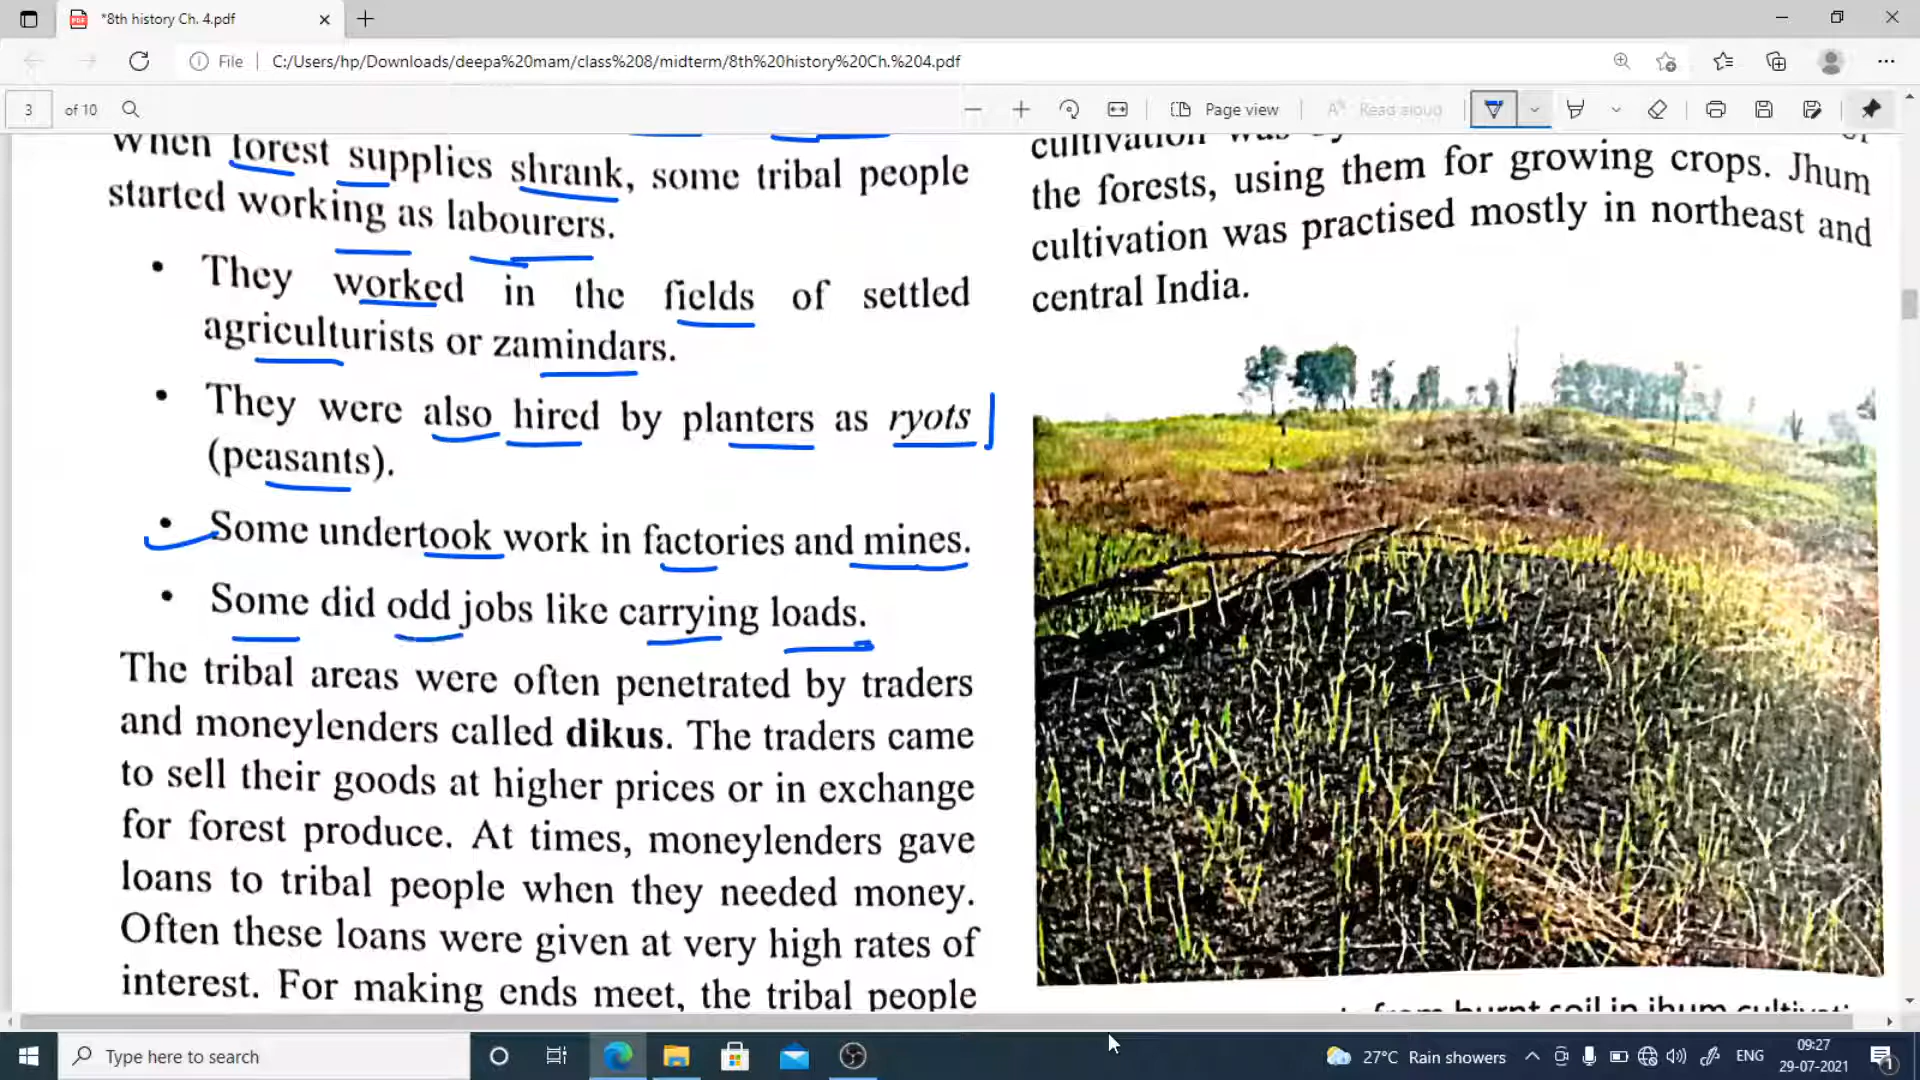 *8th history Ch. 4.pdf
File
C:/Users/hp/Downloads/deepa%20mam/class%208/midterm/8th%20history%20Ch.%204.pdf
3 of 10
Page view
Read aloud
When forest supplies shrank, some tribal people
started working as labourers.
• They worked in the fields of settled
agriculturists or zamindars.
• They were also hired by planters as ryots
(peasants).
• Some undertook work in factories and mines.
• Some did odd jobs like carrying loads.
The tribal areas were often penetrated by traders
and moneylenders called dikus. The traders came
to sell their goods at higher prices or in exchange
for forest produce. At times, moneylenders gave
loans to tribal people when they needed money.
Often these loans were given at very high rates of
interest. For making ends meet, the tribal people
cultivation was
the forests, using them for growing crops. Jhum
cultivation was practised mostly in northeast and
central India.
from burnt soil in jhum
Type here to search
27°C Rain showers
ENG
09:27
29-07-2021
1